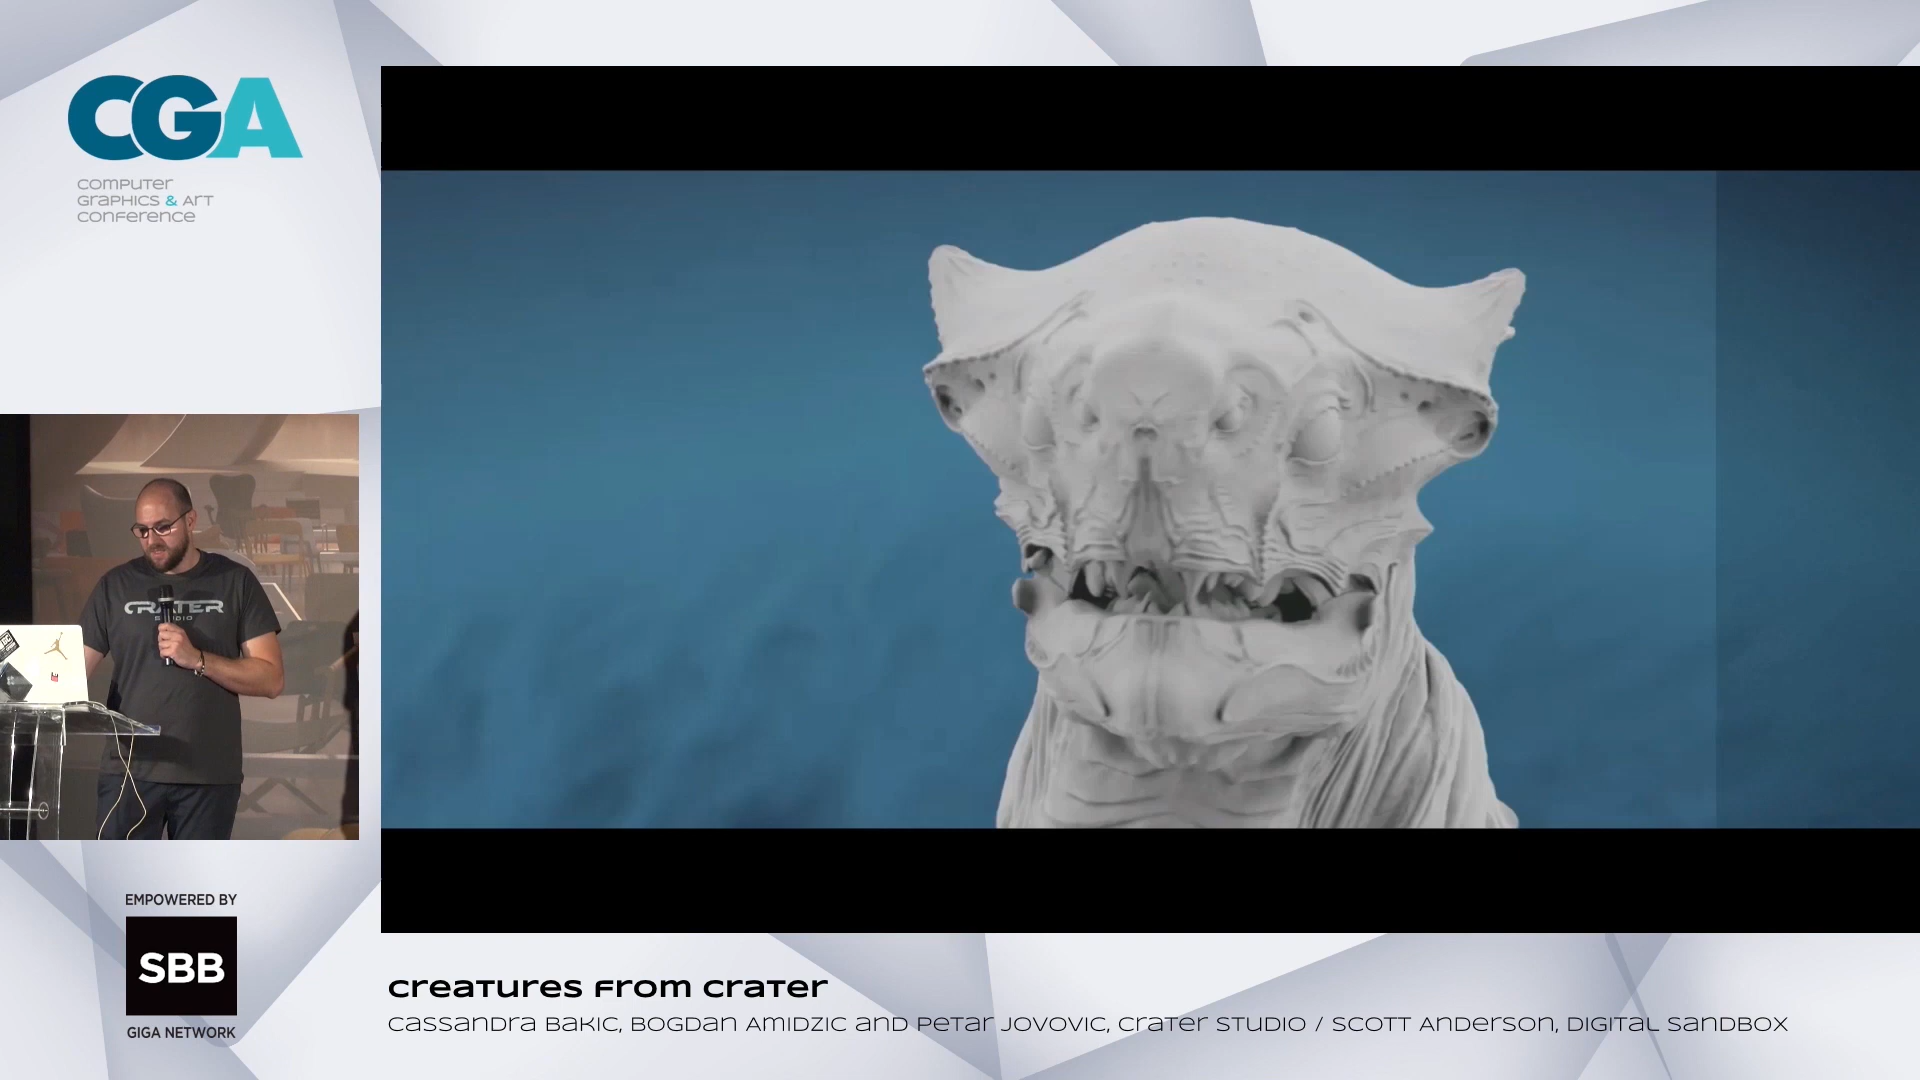 CGA
computer
graphics & art
conference
CRATER
STUDIO
EMPOWERED BY
SBB
GIGA NETWORK
creatures from crater
cassandra bakic, bogdan amidzic and petar jovovic, crater studio / scott anderson, digital sandbox